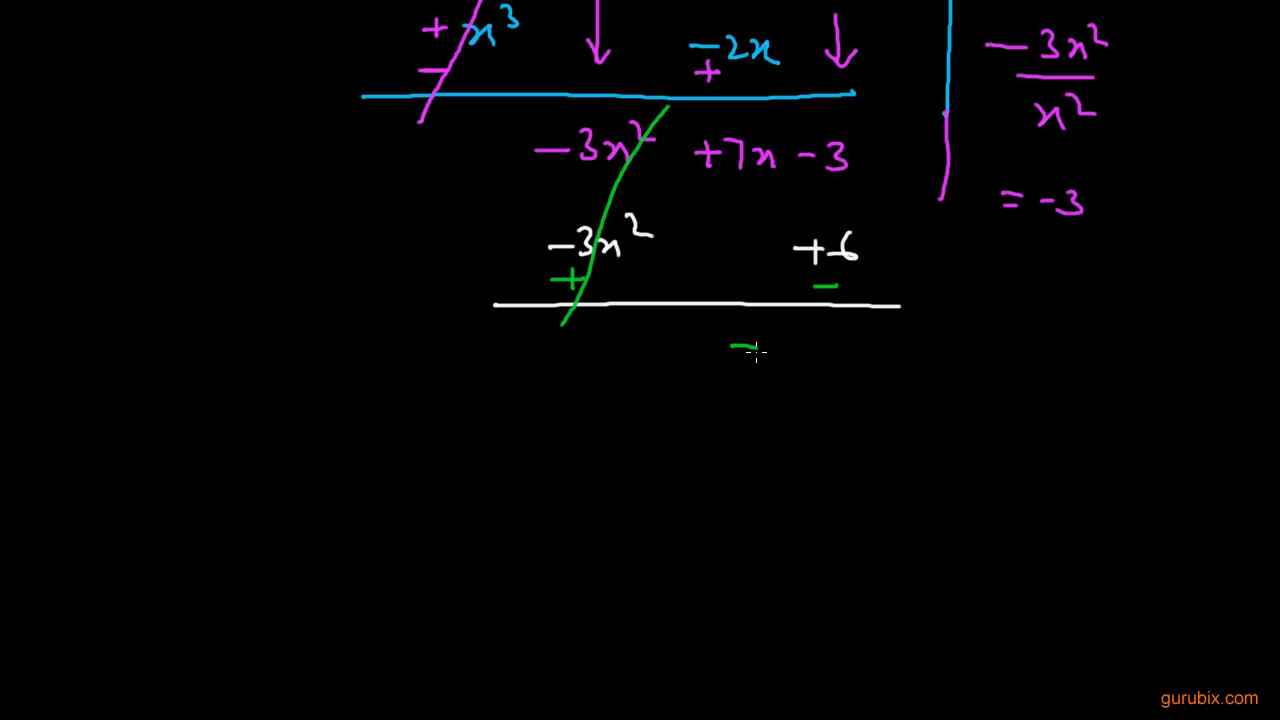 + x³ -2x
- +
-3x² +7x -3
-3x² +6
+ -
-3x²
x²
= -3
gurubix.com